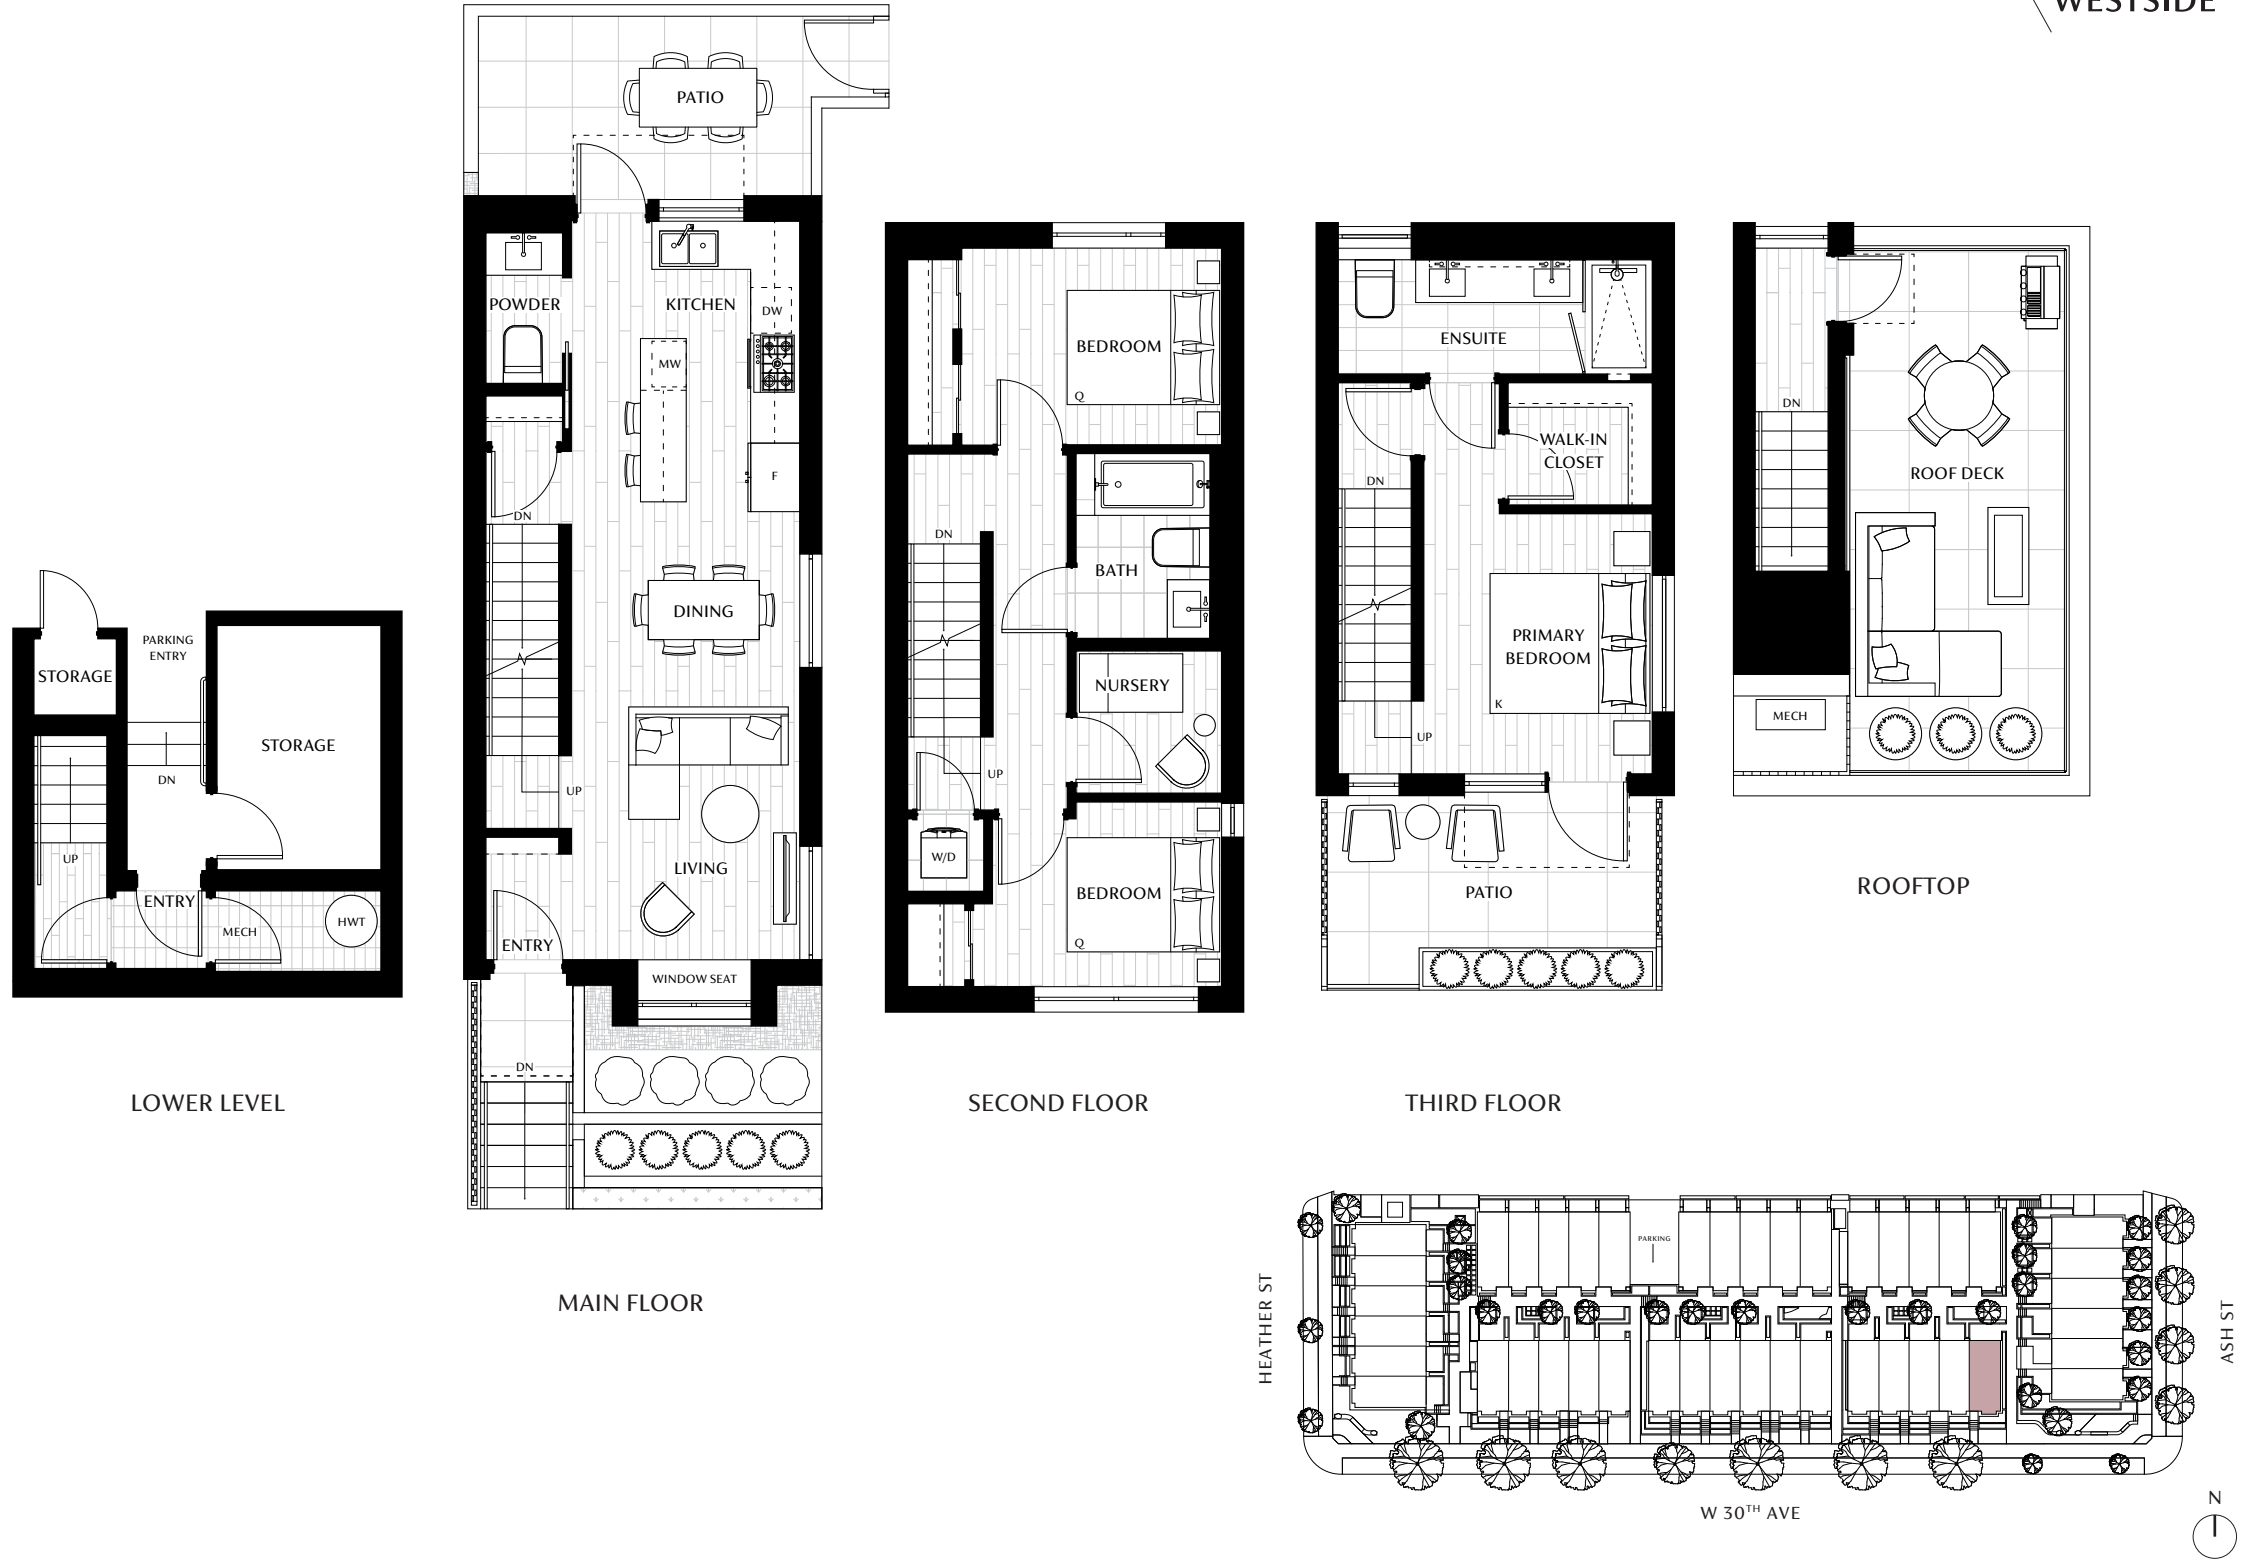 WESTSIDE
PATIO
POWDER
KITCHEN
DW
MW
F
DN
DINING
UP
LIVING
ENTRY
WINDOW SEAT
DN
MAIN FLOOR
PARKING
ENTRY
STORAGE
STORAGE
DN
UP
ENTRY
MECH
HWT
LOWER LEVEL
BEDROOM
Q
DN
BATH
NURSERY
UP
W/D
BEDROOM
Q
SECOND FLOOR
ENSUITE
WALK-IN
CLOSET
DN
PRIMARY
BEDROOM
K
UP
PATIO
THIRD FLOOR
DN
ROOF DECK
MECH
ROOFTOP
PARKING
HEATHER ST
ASH ST
W 30TH AVE
N